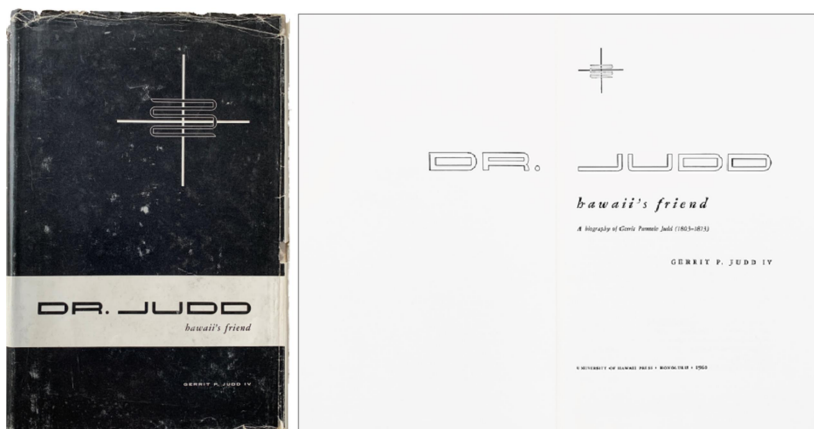 DR. JUDD
hawaii's friend
GERRIT P. JUDD IV
DR. JUDD
hawaii's friend
A biography of Gerrit Parmele Judd (1803-1873)
GERRIT P. JUDD IV
UNIVERSITY OF HAWAII PRESS • HONOLULU • 1960